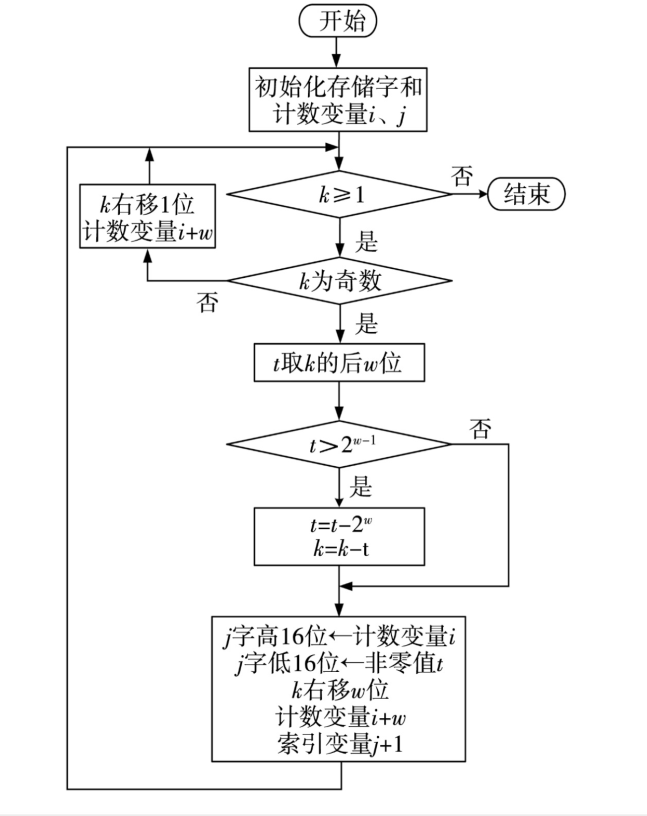 开始
初始化存储字和
计数变量i、j
k≥1
否
结束
k右移1位
计数变量i+w
是
k为奇数
否
是
t取k的后w位
t>2^{w-1}
否
是
t=t-2^w
k=k-t
j字高16位←计数变量i
j字低16位←非零值t
k右移w位
计数变量i+w
索引变量j+1